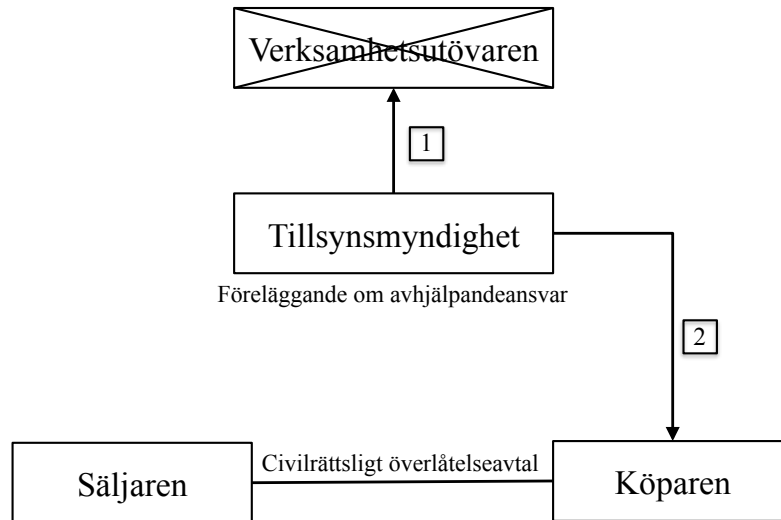 Verksamhetsutövaren
1
Tillsynsmyndighet
Föreläggande om avhjälpandeansvar
2
Säljaren
Civilrättsligt överlåtelseavtal
Köparen